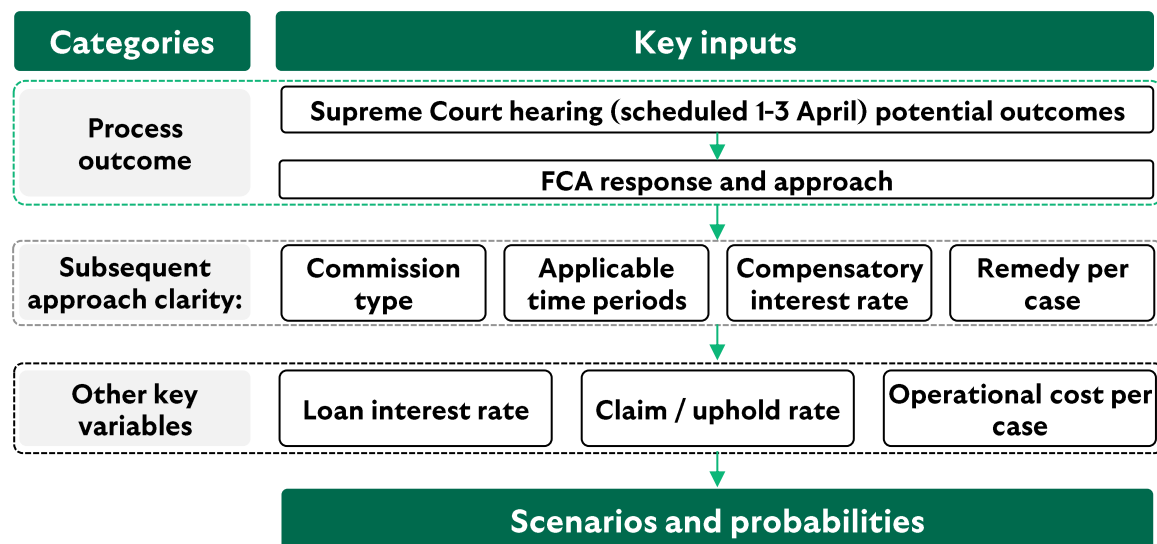 Categories
Key inputs
Process
outcome
Supreme Court hearing (scheduled 1-3 April) potential outcomes
FCA response and approach
Subsequent
approach clarity:
Commission
type
Applicable
time periods
Compensatory
interest rate
Remedy per
case
Other key
variables
Loan interest rate
Claim / uphold rate
Operational cost per
case
Scenarios and probabilities